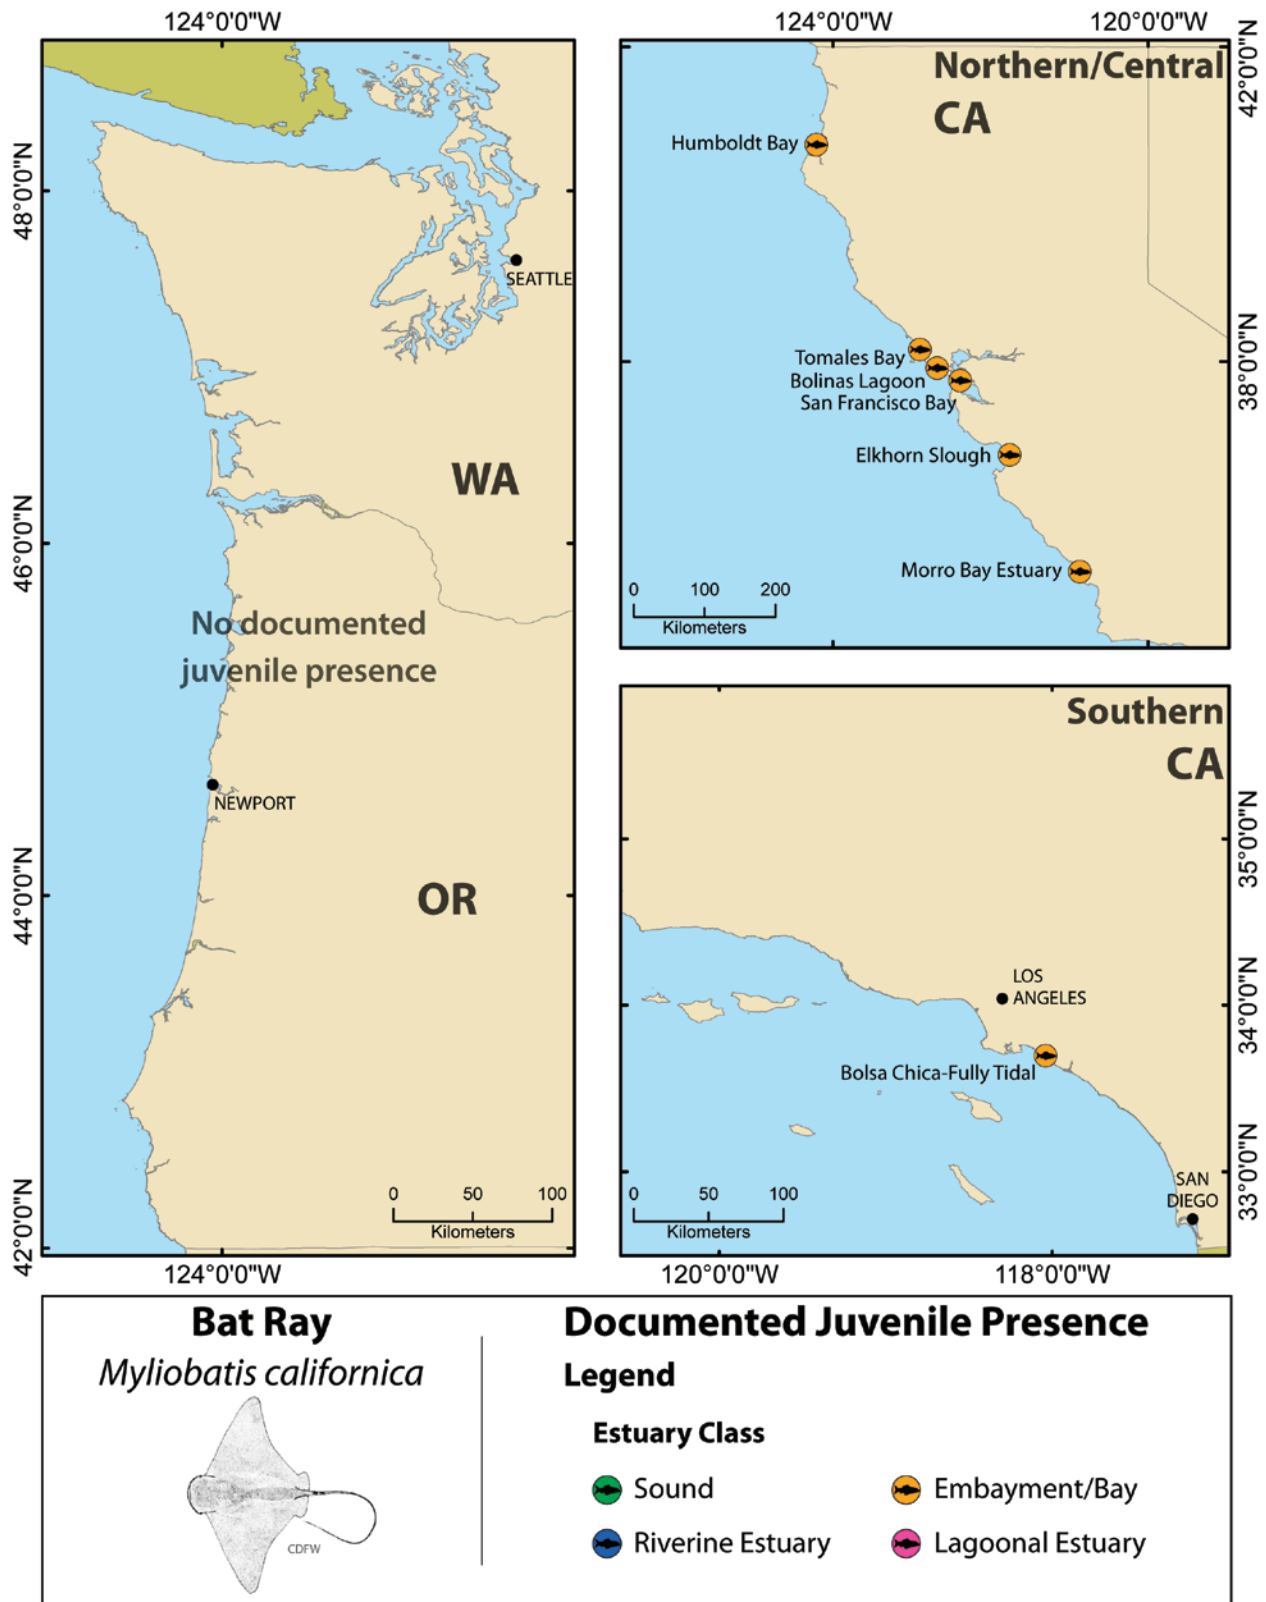 124°0'0"W
48°0'0"N
46°0'0"N
44°0'0"N
42°0'0"N
SEATTLE
WA
No documented
juvenile presence
NEWPORT
OR
0 50 100
Kilometers
124°0'0"W
124°0'0"W 120°0'0"W
Northern/Central
CA
42°0'0"N
38°0'0"N
Humboldt Bay
Tomales Bay
Bolinas Lagoon
San Francisco Bay
Elkhorn Slough
Morro Bay Estuary
0 100 200
Kilometers
Southern
CA
35°0'0"N
34°0'0"N
33°0'0"N
LOS
ANGELES
Bolsa Chica-Fully Tidal
SAN
DIEGO
0 50 100
Kilometers
120°0'0"W 118°0'0"W
Bat Ray
Myliobatis californica
CDFW
Documented Juvenile Presence
Legend
Estuary Class
Sound
Embayment/Bay
Riverine Estuary
Lagoonal Estuary